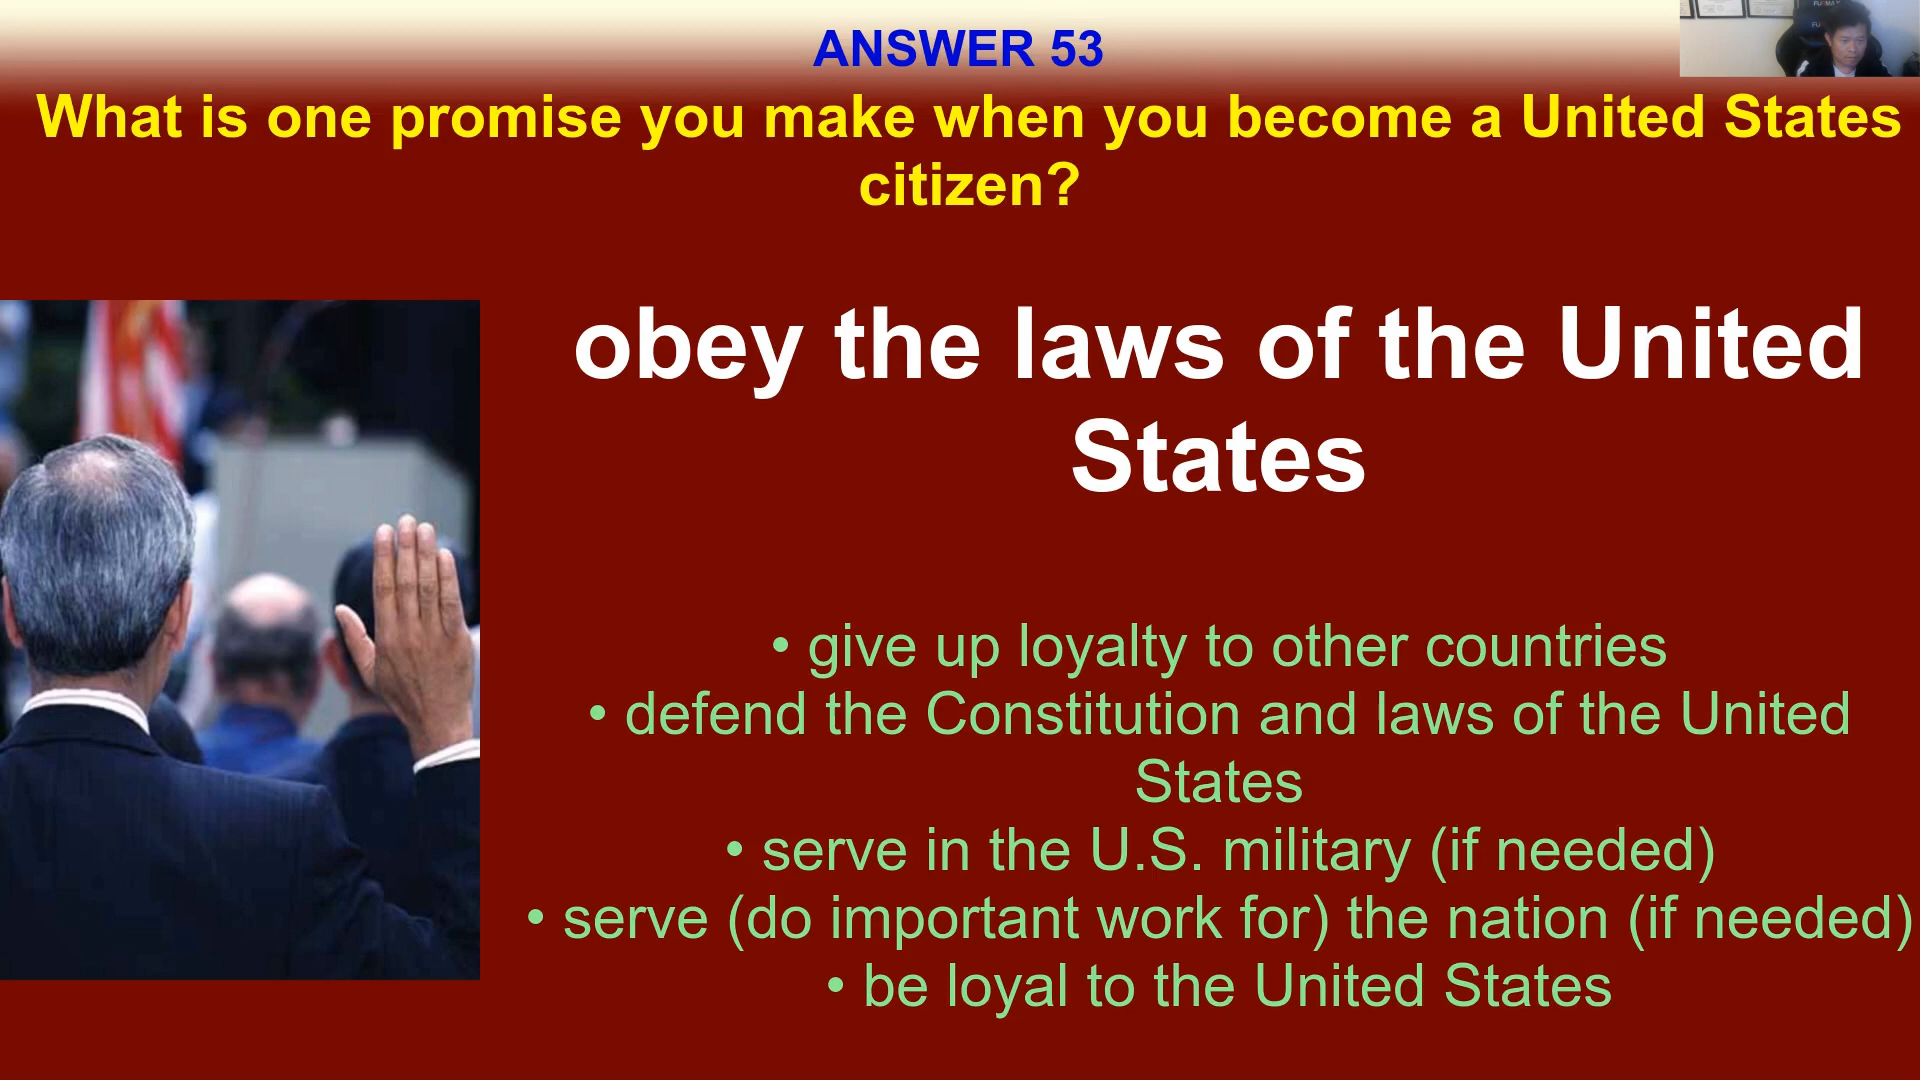 ANSWER 53
What is one promise you make when you become a United States
citizen?
obey the laws of the United
States
• give up loyalty to other countries
• defend the Constitution and laws of the United
States
• serve in the U.S. military (if needed)
• serve (do important work for) the nation (if needed)
• be loyal to the United States